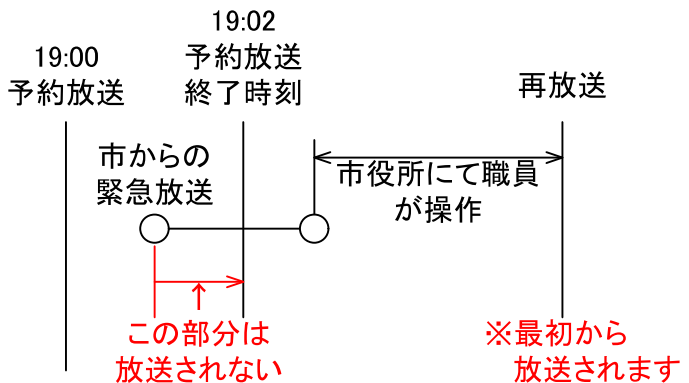 19:00
予約放送
19:02
予約放送
終了時刻
再放送
市からの
緊急放送
市役所にて職員
が操作
この部分は
放送されない
※最初から
放送されます